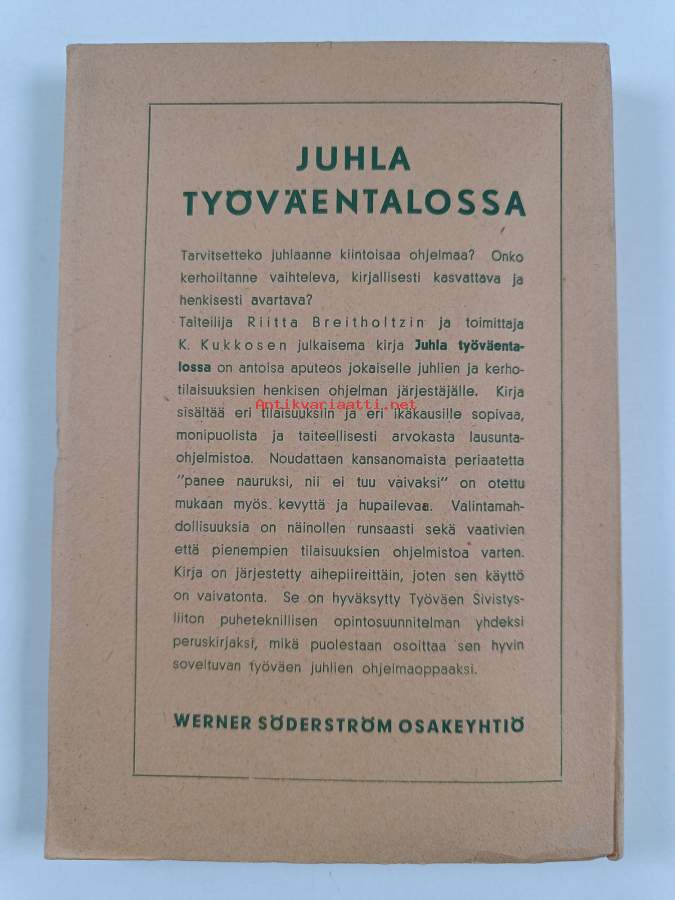 JUHLA
TYÖVÄENTALOSSA
Tarvitsetteko juhlaanne kiintoisaa ohjelmaa? Onko
kerhoiltanne vaihteleva, kirjallisesti kasvattava ja
henkisesti avartava?
Taiteilija Riitta Breitholtzin ja toimittaja
K. Kukkosen julkaisema kirja Juhla työväenta-
lossa on antoisa aputeos jokaiselle juhlien ja kerho-
tilaisuuksien henkisen ohjelman järjestäjälle. Kirja
Antikvariaatti.net
sisältää eri tilaisuuksiin ja eri ikäkausille sopivaa,
monipuolista ja taiteellisesti arvokasta lausunta-
ohjelmistoa. Noudattaen kansanomaista periaatetta
"panee nauruksi, nii ei tuu vaivaksi" on otettu
mukaan myös kevyttä ja hupailevaa. Valintamah-
dollisuuksia on näinollen runsaasti sekä vaativien
että pienempien tilaisuuksien ohjelmistoa varten.
Kirja on järjestetty aihepiireittäin, joten sen käyttö
on vaivatonta. Se on hyväksytty Työväen Sivistys-
liiton puheteknillisen opintosuunnitelman yhdeksi
peruskirjaksi, mikä puolestaan osoittaa sen hyvin
soveltuvan työväen juhlien ohjelmaoppaaksi.
WERNER SÖDERSTRÖM OSAKEYHTIÖ